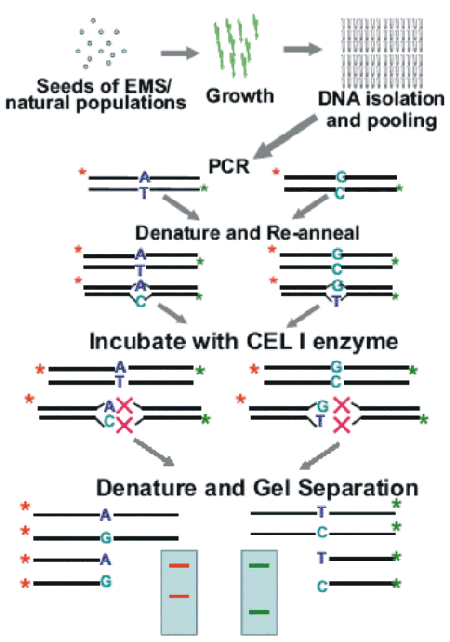 Seeds of EMS/
natural populations
Growth
DNA isolation
and pooling
PCR
* A *
T
* G *
C
Denature and Re-anneal
* A *
T
* A *
C
* G *
C
* G *
T
Incubate with CEL I enzyme
* A *
T
* G *
C
* A X
C X *
* G X
T X *
Denature and Gel Separation
* A
* G
* A
* G
T *
C *
T *
C *